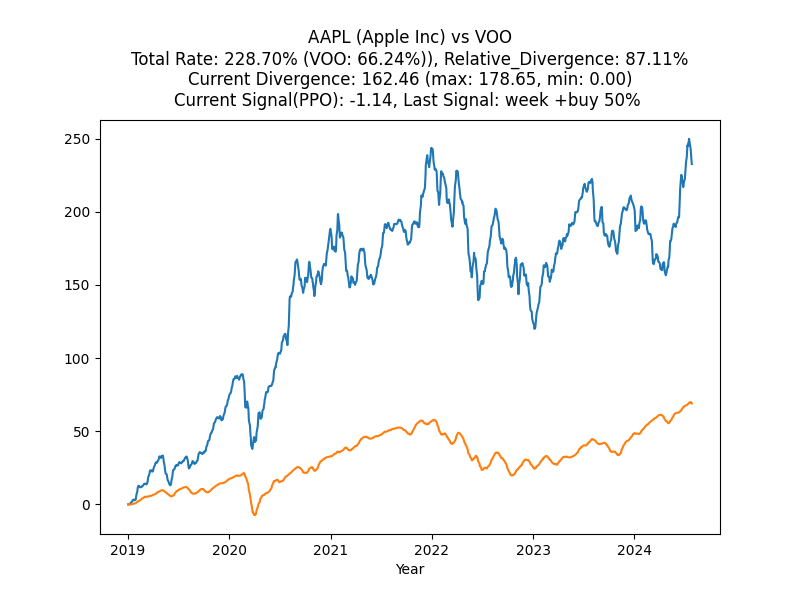 AAPL (Apple Inc) vs VOO
Total Rate: 228.70% (VOO: 66.24%)), Relative_Divergence: 87.11%
Current Divergence: 162.46 (max: 178.65, min: 0.00)
Current Signal(PPO): -1.14, Last Signal: week +buy 50%
250
200
150
100
50
0
2019 2020 2021 2022 2023 2024
Year